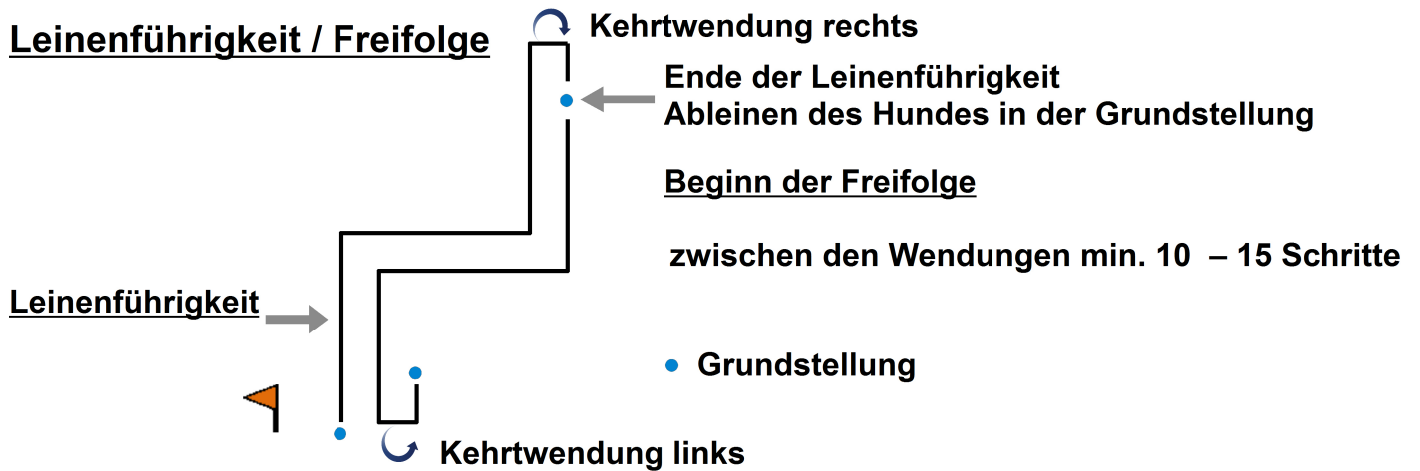 Leinenführigkeit / Freifolge
Kehrtwendung rechts
Ende der Leinenführigkeit
Ableinen des Hundes in der Grundstellung
Beginn der Freifolge
zwischen den Wendungen min. 10 – 15 Schritte
Leinenführigkeit
Grundstellung
Kehrtwendung links